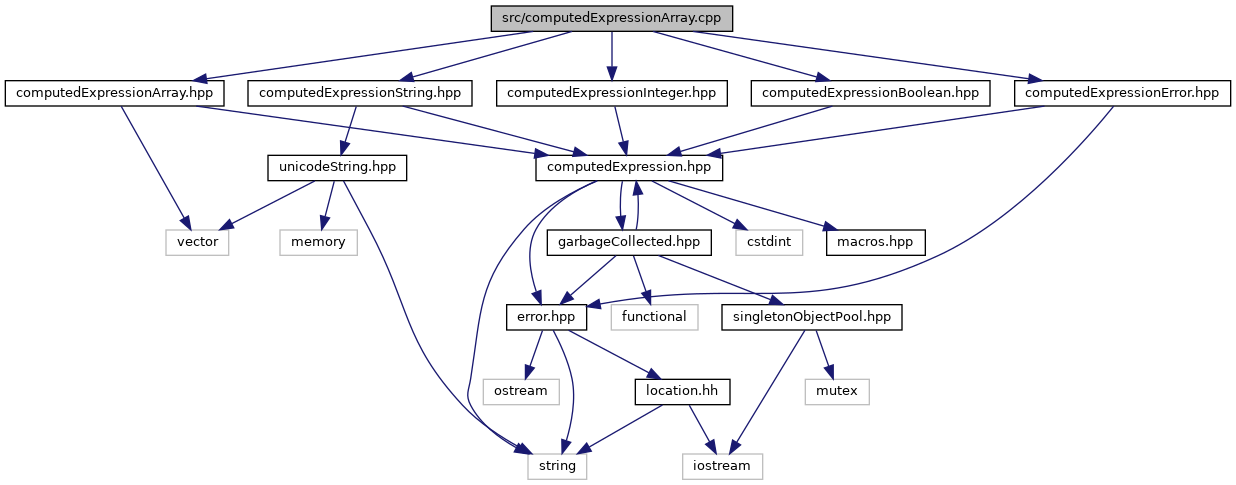 src/computedExpressionArray.cpp
computedExpressionArray.hpp
computedExpressionString.hpp
computedExpressionInteger.hpp
computedExpressionBoolean.hpp
computedExpressionError.hpp
unicodeString.hpp
computedExpression.hpp
vector
memory
garbageCollected.hpp
cstdint
macros.hpp
error.hpp
functional
singletonObjectPool.hpp
ostream
location.hh
mutex
string
iostream